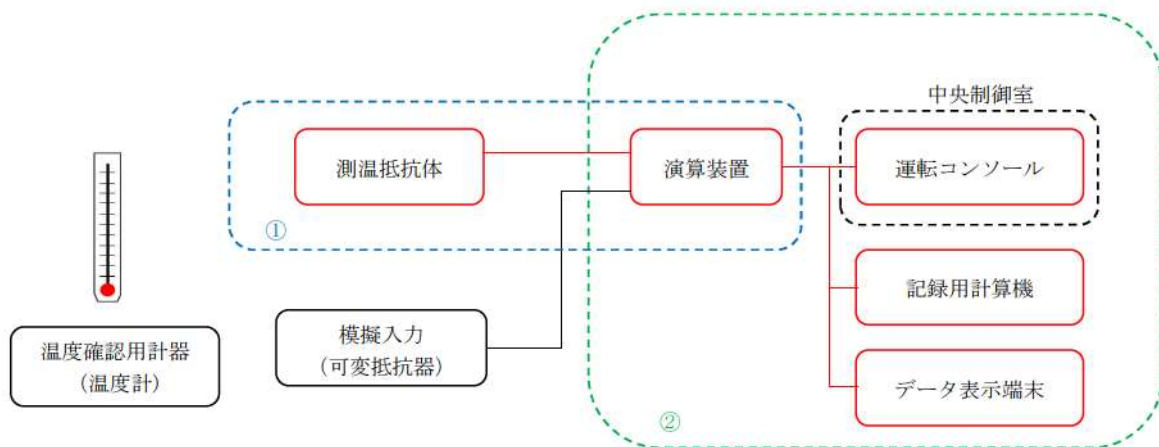 中央制御室
測温抵抗体
演算装置
運転コンソール
①
記録用計算機
模擬入力
（可変抵抗器）
温度確認用計器
（温度計）
データ表示端末
②